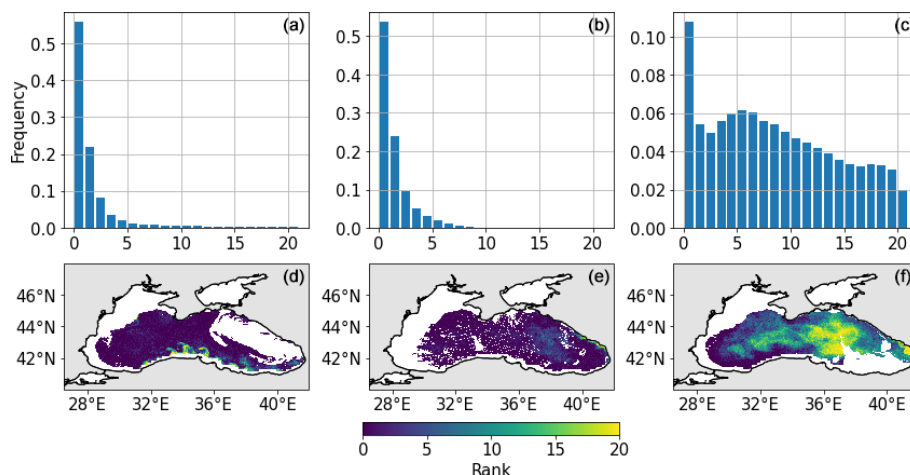 (a) (b) (c)
0.5 0.5 0.10
0.4 0.4 0.08
0.3 0.3 0.06
0.2 0.2 0.04
0.1 0.1 0.02
0.0 0.0 0.00
Frequency
0 5 10 15 20 0 5 10 15 20 0 5 10 15 20
(d) (e) (f)
46°N 46°N 46°N
44°N 44°N 44°N
42°N 42°N 42°N
28°E 32°E 36°E 40°E 28°E 32°E 36°E 40°E 28°E 32°E 36°E 40°E
0 5 10 15 20
Rank